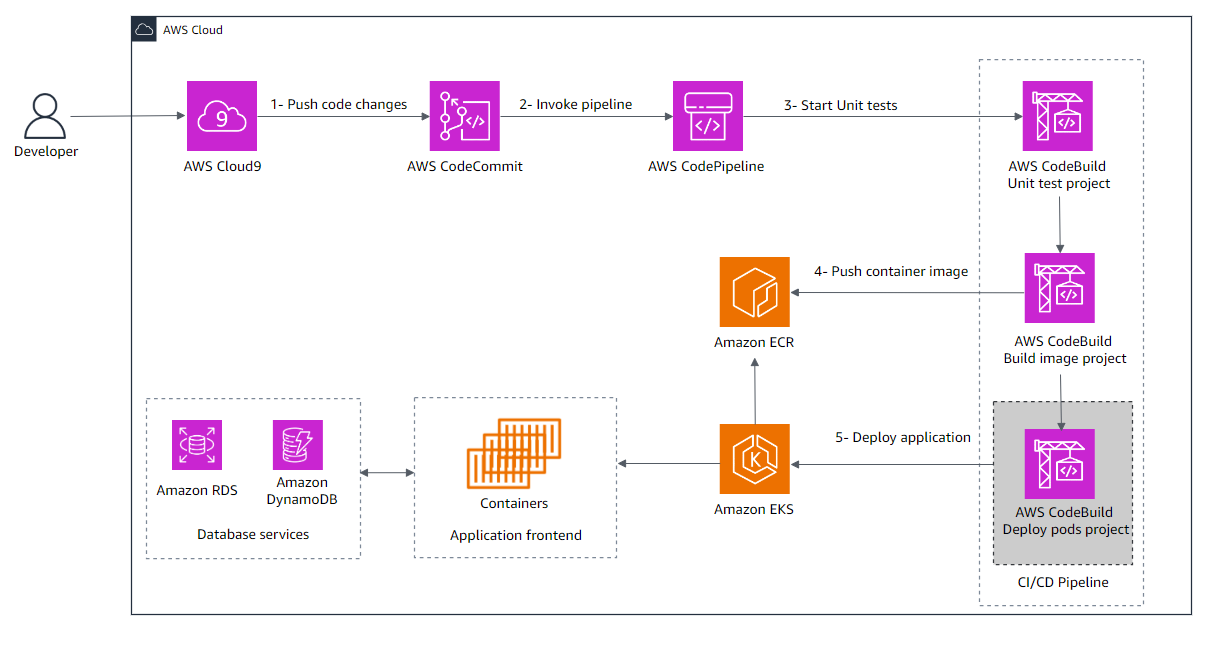 AWS Cloud
1- Push code changes
2- Invoke pipeline
3- Start Unit tests
9
Developer
AWS Cloud9
AWS CodeCommit
AWS CodePipeline
AWS CodeBuild
Unit test project
4- Push container image
Amazon ECR
AWS CodeBuild
Build image project
5- Deploy application
K
Amazon RDS
Amazon
DynamoDB
Database services
Containers
Application frontend
Amazon EKS
AWS CodeBuild
Deploy pods project
CI/CD Pipeline